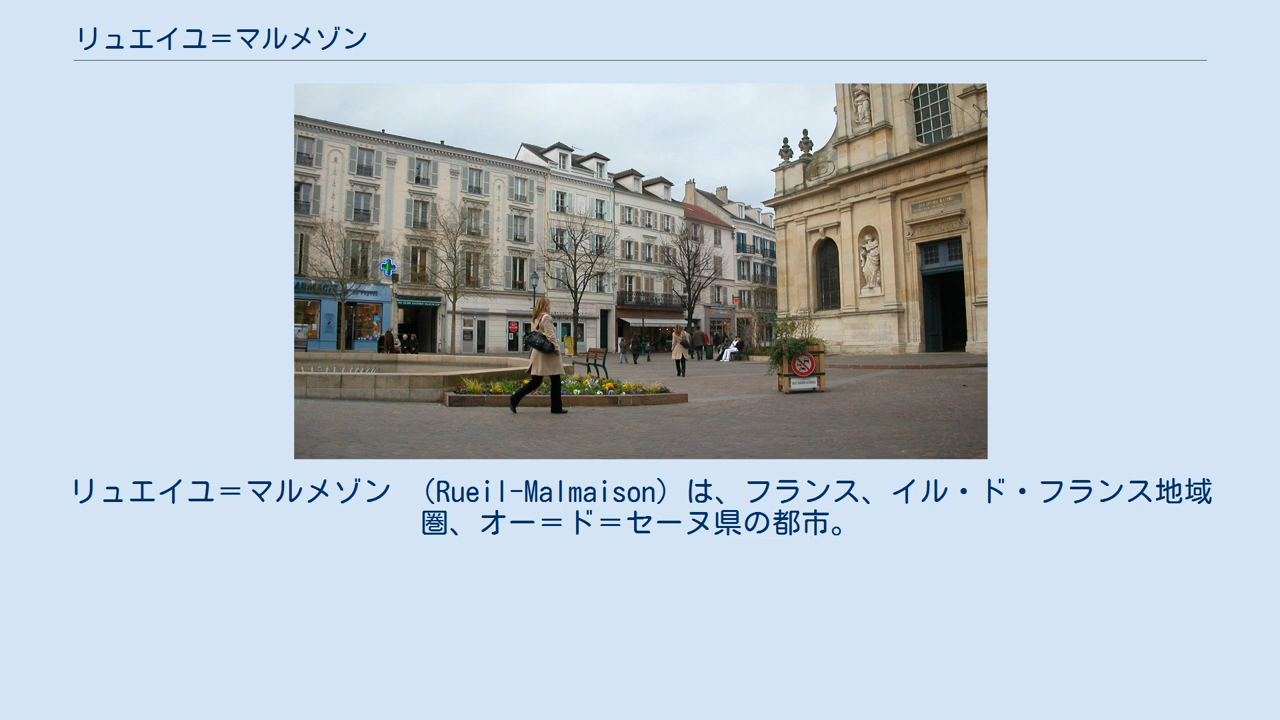 リュエイユ＝マルメゾン
リュエイユ＝マルメゾン （Rueil-Malmaison）は、フランス、イル・ド・フランス地域
圏、オー＝ド＝セーヌ県の都市。